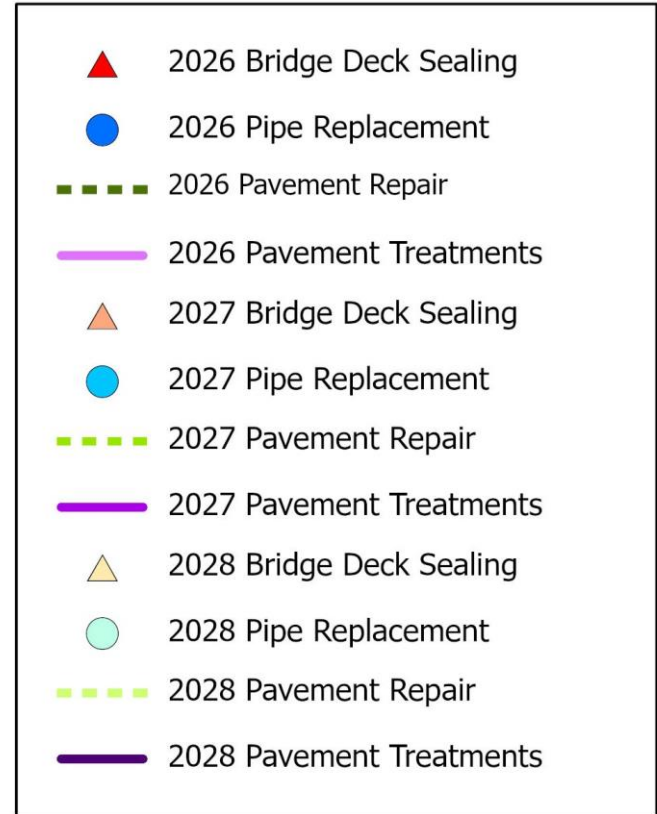 2026 Bridge Deck Sealing
2026 Pipe Replacement
2026 Pavement Repair
2026 Pavement Treatments
2027 Bridge Deck Sealing
2027 Pipe Replacement
2027 Pavement Repair
2027 Pavement Treatments
2028 Bridge Deck Sealing
2028 Pipe Replacement
2028 Pavement Repair
2028 Pavement Treatments